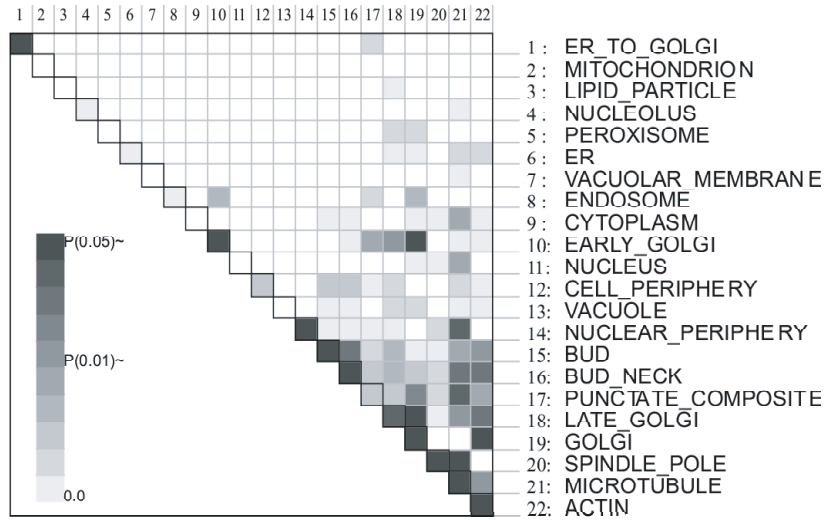 1 2 3 4 5 6 7 8 9 10 11 12 13 14 15 16 17 18 19 20 21 22
1 : ER_TO_GOLGI
2 : MITOCHONDRION
3 : LIPID_PARTICLE
4 : NUCLEOLUS
5 : PEROXISOME
6 : ER
7 : VACUOLAR_MEMBRANE
8 : ENDOSOME
9 : CYTOPLASM
10: EARLY_GOLGI
11: NUCLEUS
12: CELL_PERIPHERY
13: VACUOLE
14: NUCLEAR_PERIPHERY
15: BUD
16: BUD_NECK
17: PUNCTATE_COMPOSITE
18: LATE_GOLGI
19: GOLGI
20: SPINDLE_POLE
21: MICROTUBULE
22: ACTIN
P(0.05)~
P(0.01)~
0.0